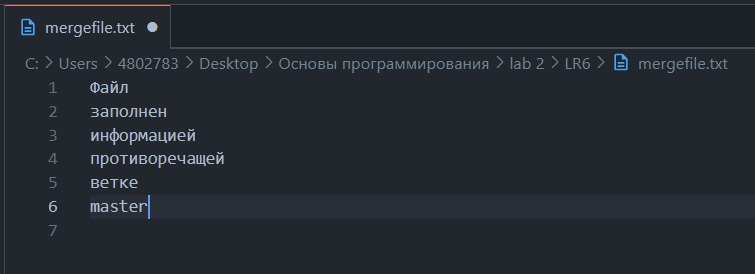 mergefile.txt
C: > Users > 4802783 > Desktop > Основы программирования > lab 2 > LR6 > mergefile.txt
1 Файл
2 заполнен
3 информацией
4 противоречащей
5 ветке
6 master
7